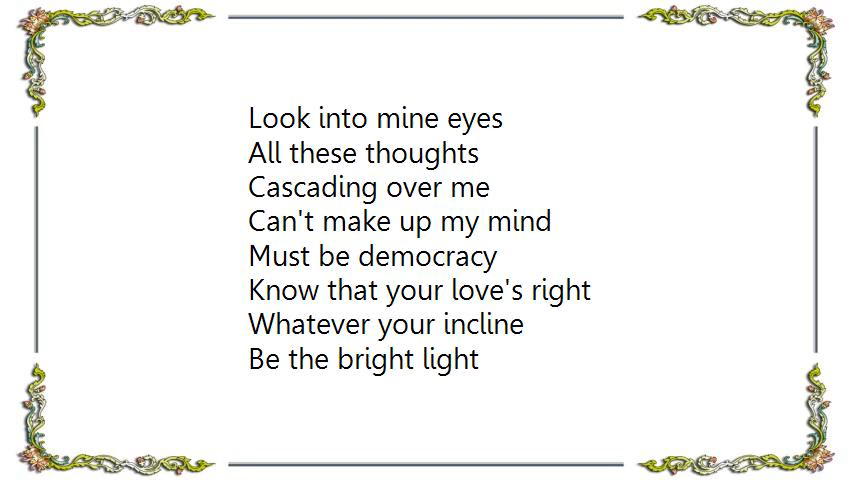 Look into mine eyes
All these thoughts
Cascading over me
Can't make up my mind
Must be democracy
Know that your love's right
Whatever your incline
Be the bright light